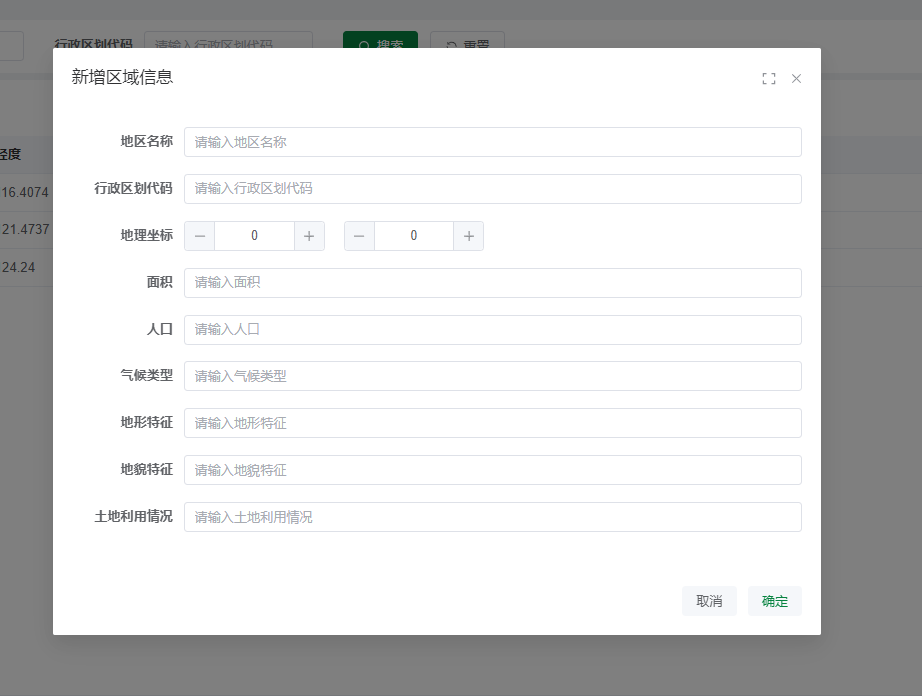 行政区划代码 请输入行政区划代码 搜索 重置
新增区域信息
经度
16.4074
21.4737
24.24
地区名称 请输入地区名称
行政区划代码 请输入行政区划代码
地理坐标 0 0
面积 请输入面积
人口 请输入人口
气候类型 请输入气候类型
地形特征 请输入地形特征
地貌特征 请输入地貌特征
土地利用情况 请输入土地利用情况
取消 确定